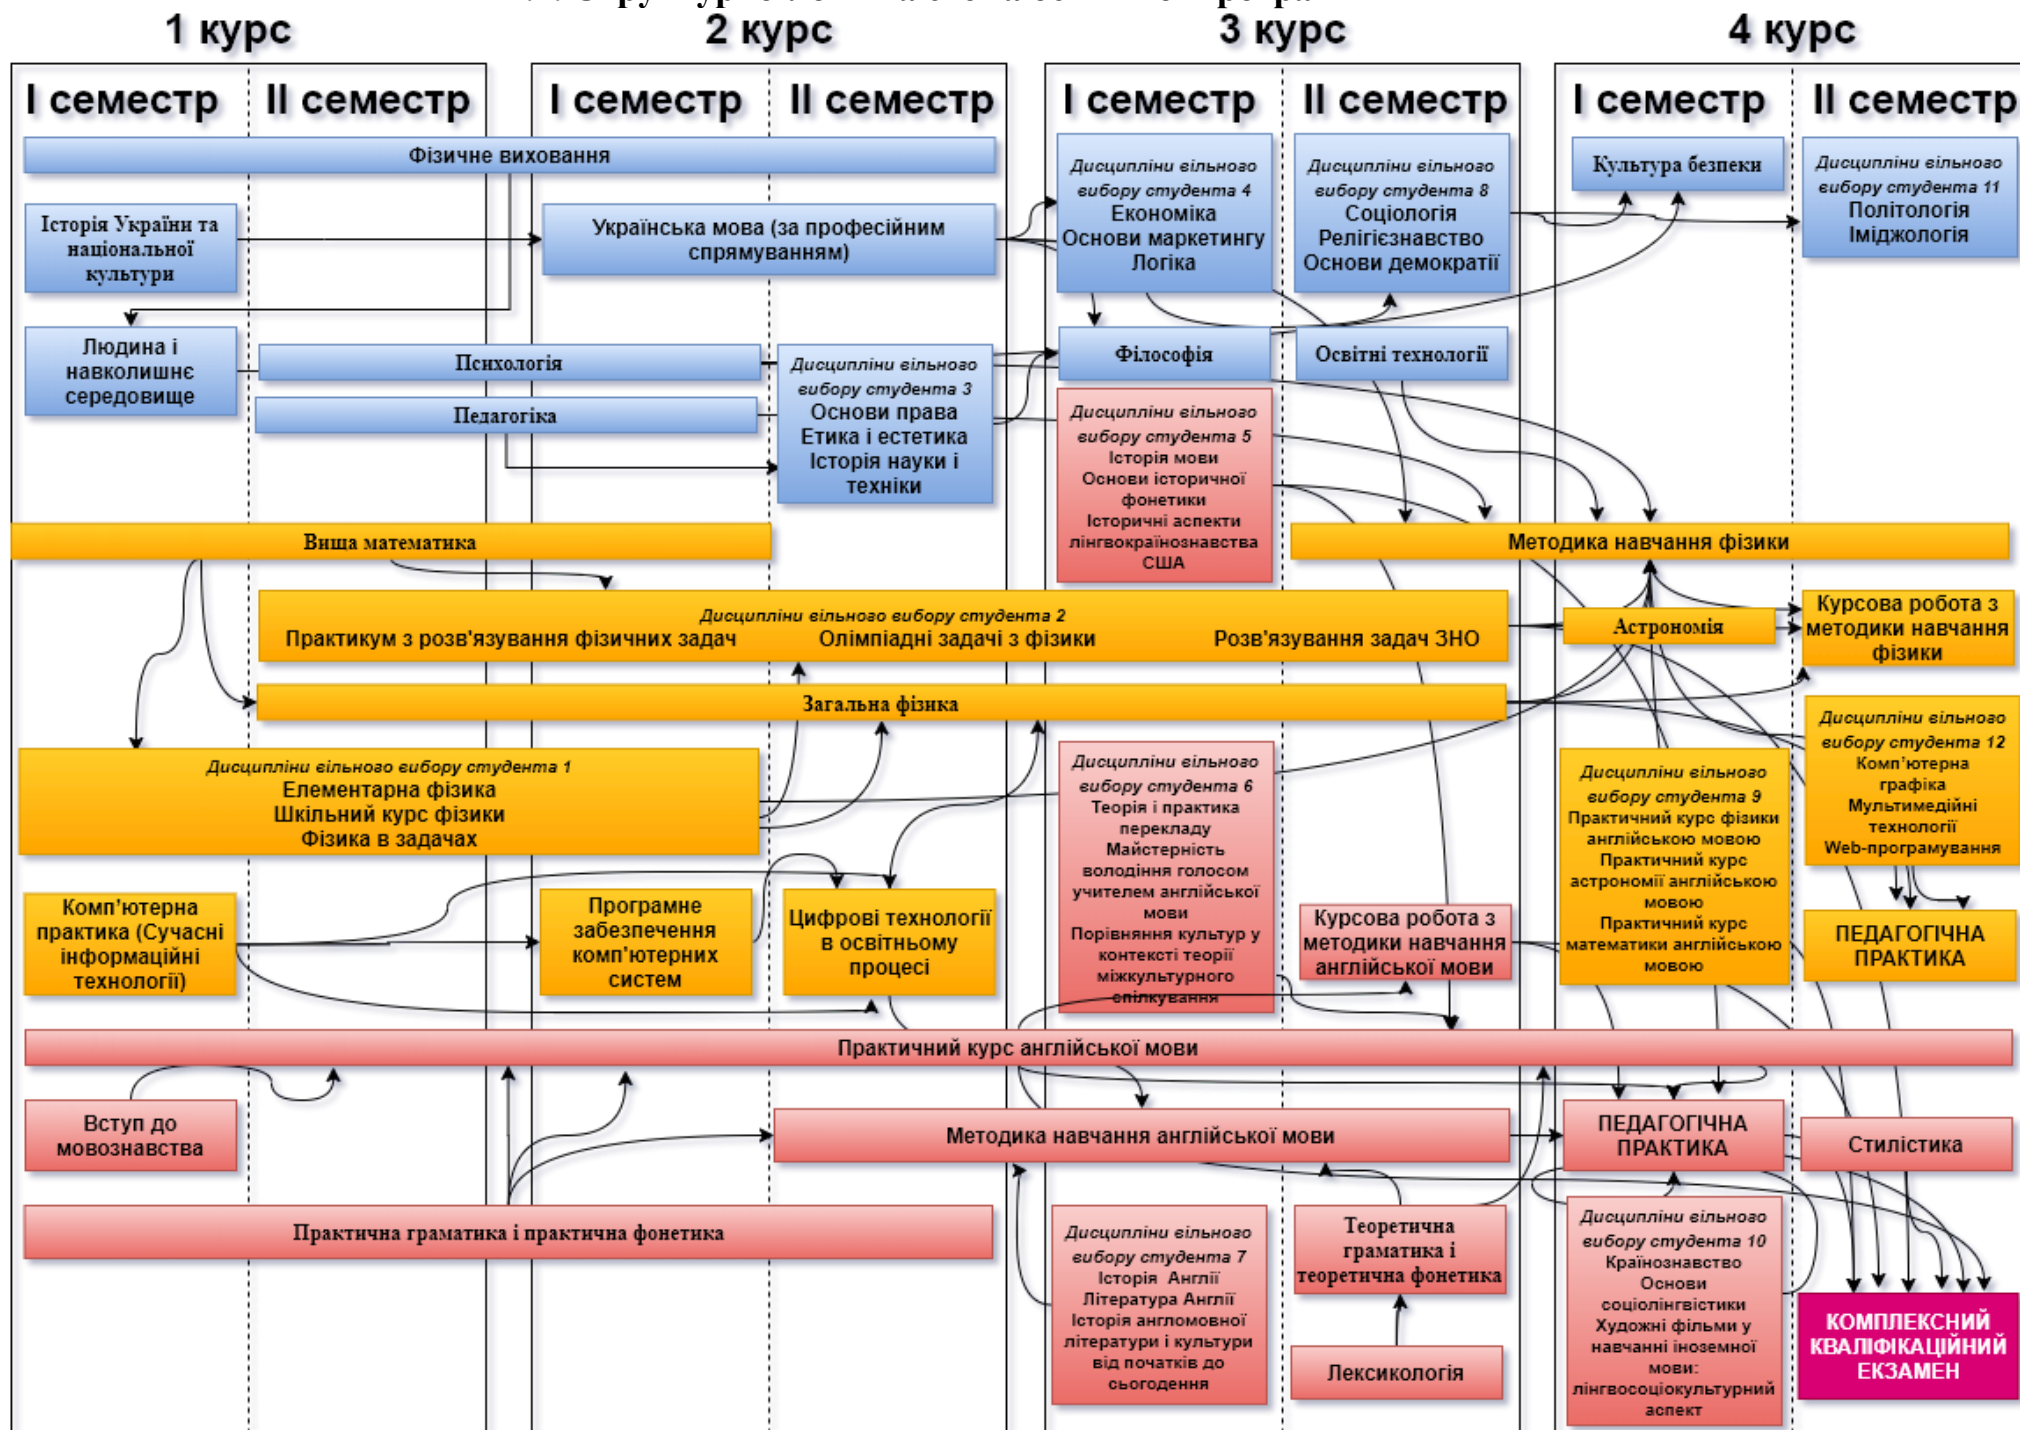 1 курс
2 курс
3 курс
4 курс
I семестр
II семестр
I семестр
II семестр
I семестр
II семестр
I семестр
II семестр
Фізичне виховання
Історія України та
національної
культури
Українська мова (за професійним
спрямуванням)
Дисципліни вільного
вибору студента 4
Економіка
Основи маркетингу
Логіка
Дисципліни вільного
вибору студента 8
Соціологія
Релігієзнавство
Основи демократії
Культура безпеки
Дисципліни вільного
вибору студента 11
Політологія
Іміджологія
Людина і
навколишнє
середовище
Психологія
Педагогіка
Дисципліни вільного
вибору студента 3
Основи права
Етика і естетика
Історія науки і
техніки
Філософія
Освітні технології
Дисципліни вільного
вибору студента 5
Історія мови
Основи історичної
фонетики
Історичні аспекти
лінгвокраїнознавства
США
Вища математика
Методика навчання фізики
Дисципліни вільного вибору студента 2
Практикум з розв'язування фізичних задач
Олімпіадні задачі з фізики
Розв'язування задач ЗНО
Астрономія
Курсова робота з
методики навчання
фізики
Загальна фізика
Дисципліни вільного вибору студента 1
Елементарна фізика
Шкільний курс фізики
Фізика в задачах
Дисципліни вільного
вибору студента 6
Теорія і практика
перекладу
Майстерність
володіння голосом
учителем англійської
мови
Порівняння культур у
контексті теорії
міжкультурного
спілкування
Дисципліни вільного
вибору студента 9
Практичний курс фізики
англійською мовою
Практичний курс
астрономії англійською
мовою
Практичний курс
математики англійською
мовою
Дисципліни вільного
вибору студента 12
Комп'ютерна
графіка
Мультимедійні
технології
Web-програмування
Комп'ютерна
практика (Сучасні
інформаційні
технології)
Програмне
забезпечення
комп'ютерних
систем
Цифрові технології
в освітньому
процесі
Курсова робота з
методики навчання
англійської мови
ПЕДАГОГІЧНА
ПРАКТИКА
Практичний курс англійської мови
Вступ до
мовознавства
Методика навчання англійської мови
ПЕДАГОГІЧНА
ПРАКТИКА
Стилістика
Практична граматика і практична фонетика
Дисципліни вільного
вибору студента 7
Історія Англії
Література Англії
Історія англомовної
літератури і культури
від початків до
сьогодення
Теоретична
граматика і
теоретична фонетика
Лексикологія
Дисципліни вільного
вибору студента 10
Країнознавство
Основи
соціолінгвістики
Художні фільми у
навчанні іноземної
мови:
лінгвосоціокультурний
аспект
КОМПЛЕКСНИЙ
КВАЛІФІКАЦІЙНИЙ
ЕКЗАМЕН